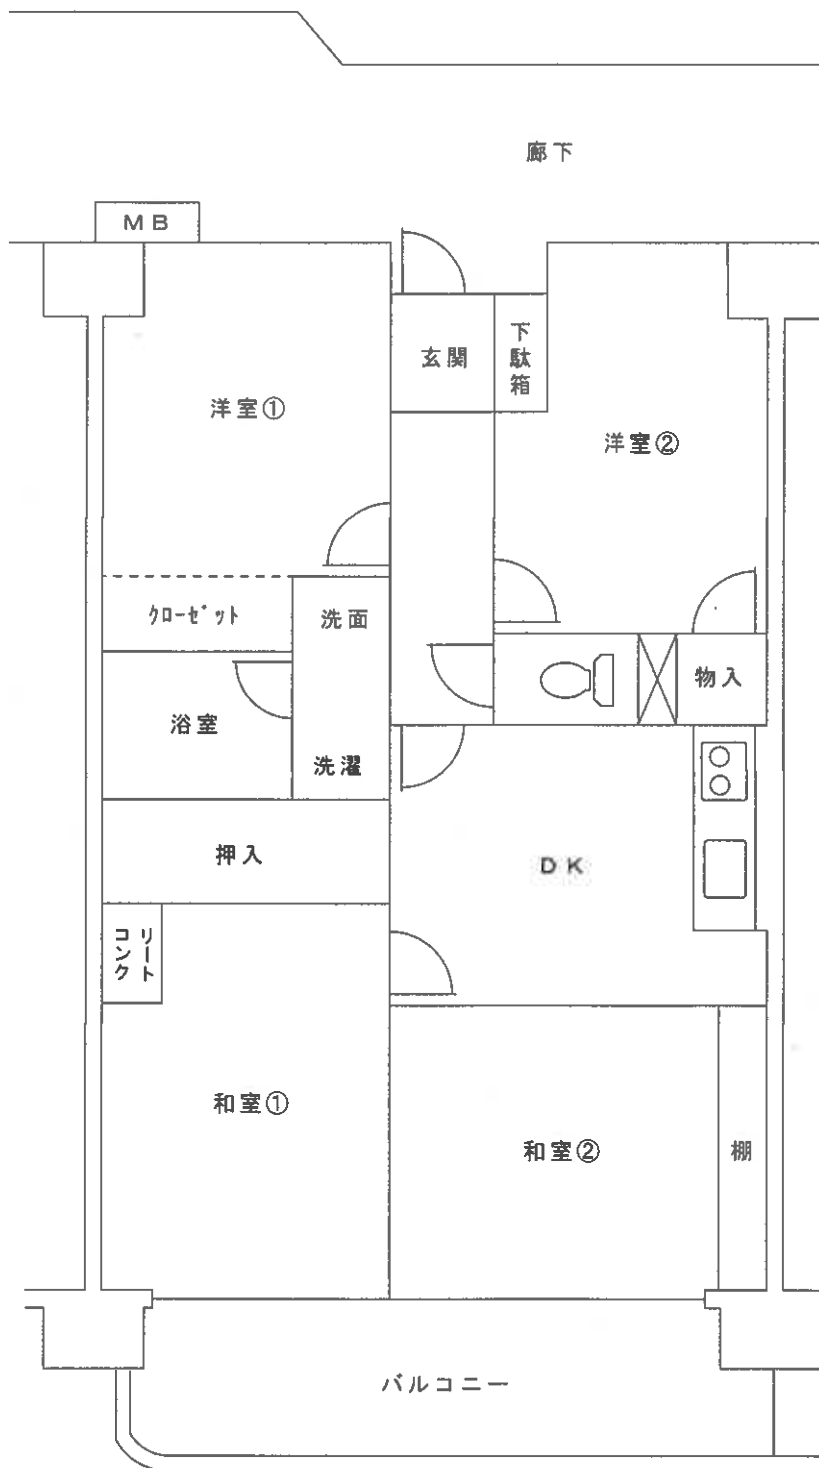 廊下
MB
玄関
下駄箱
洋室①
洋室②
クローゼット
洗面
物入
浴室
洗濯
押入
DK
コンク
リート
和室①
和室②
棚
バルコニー